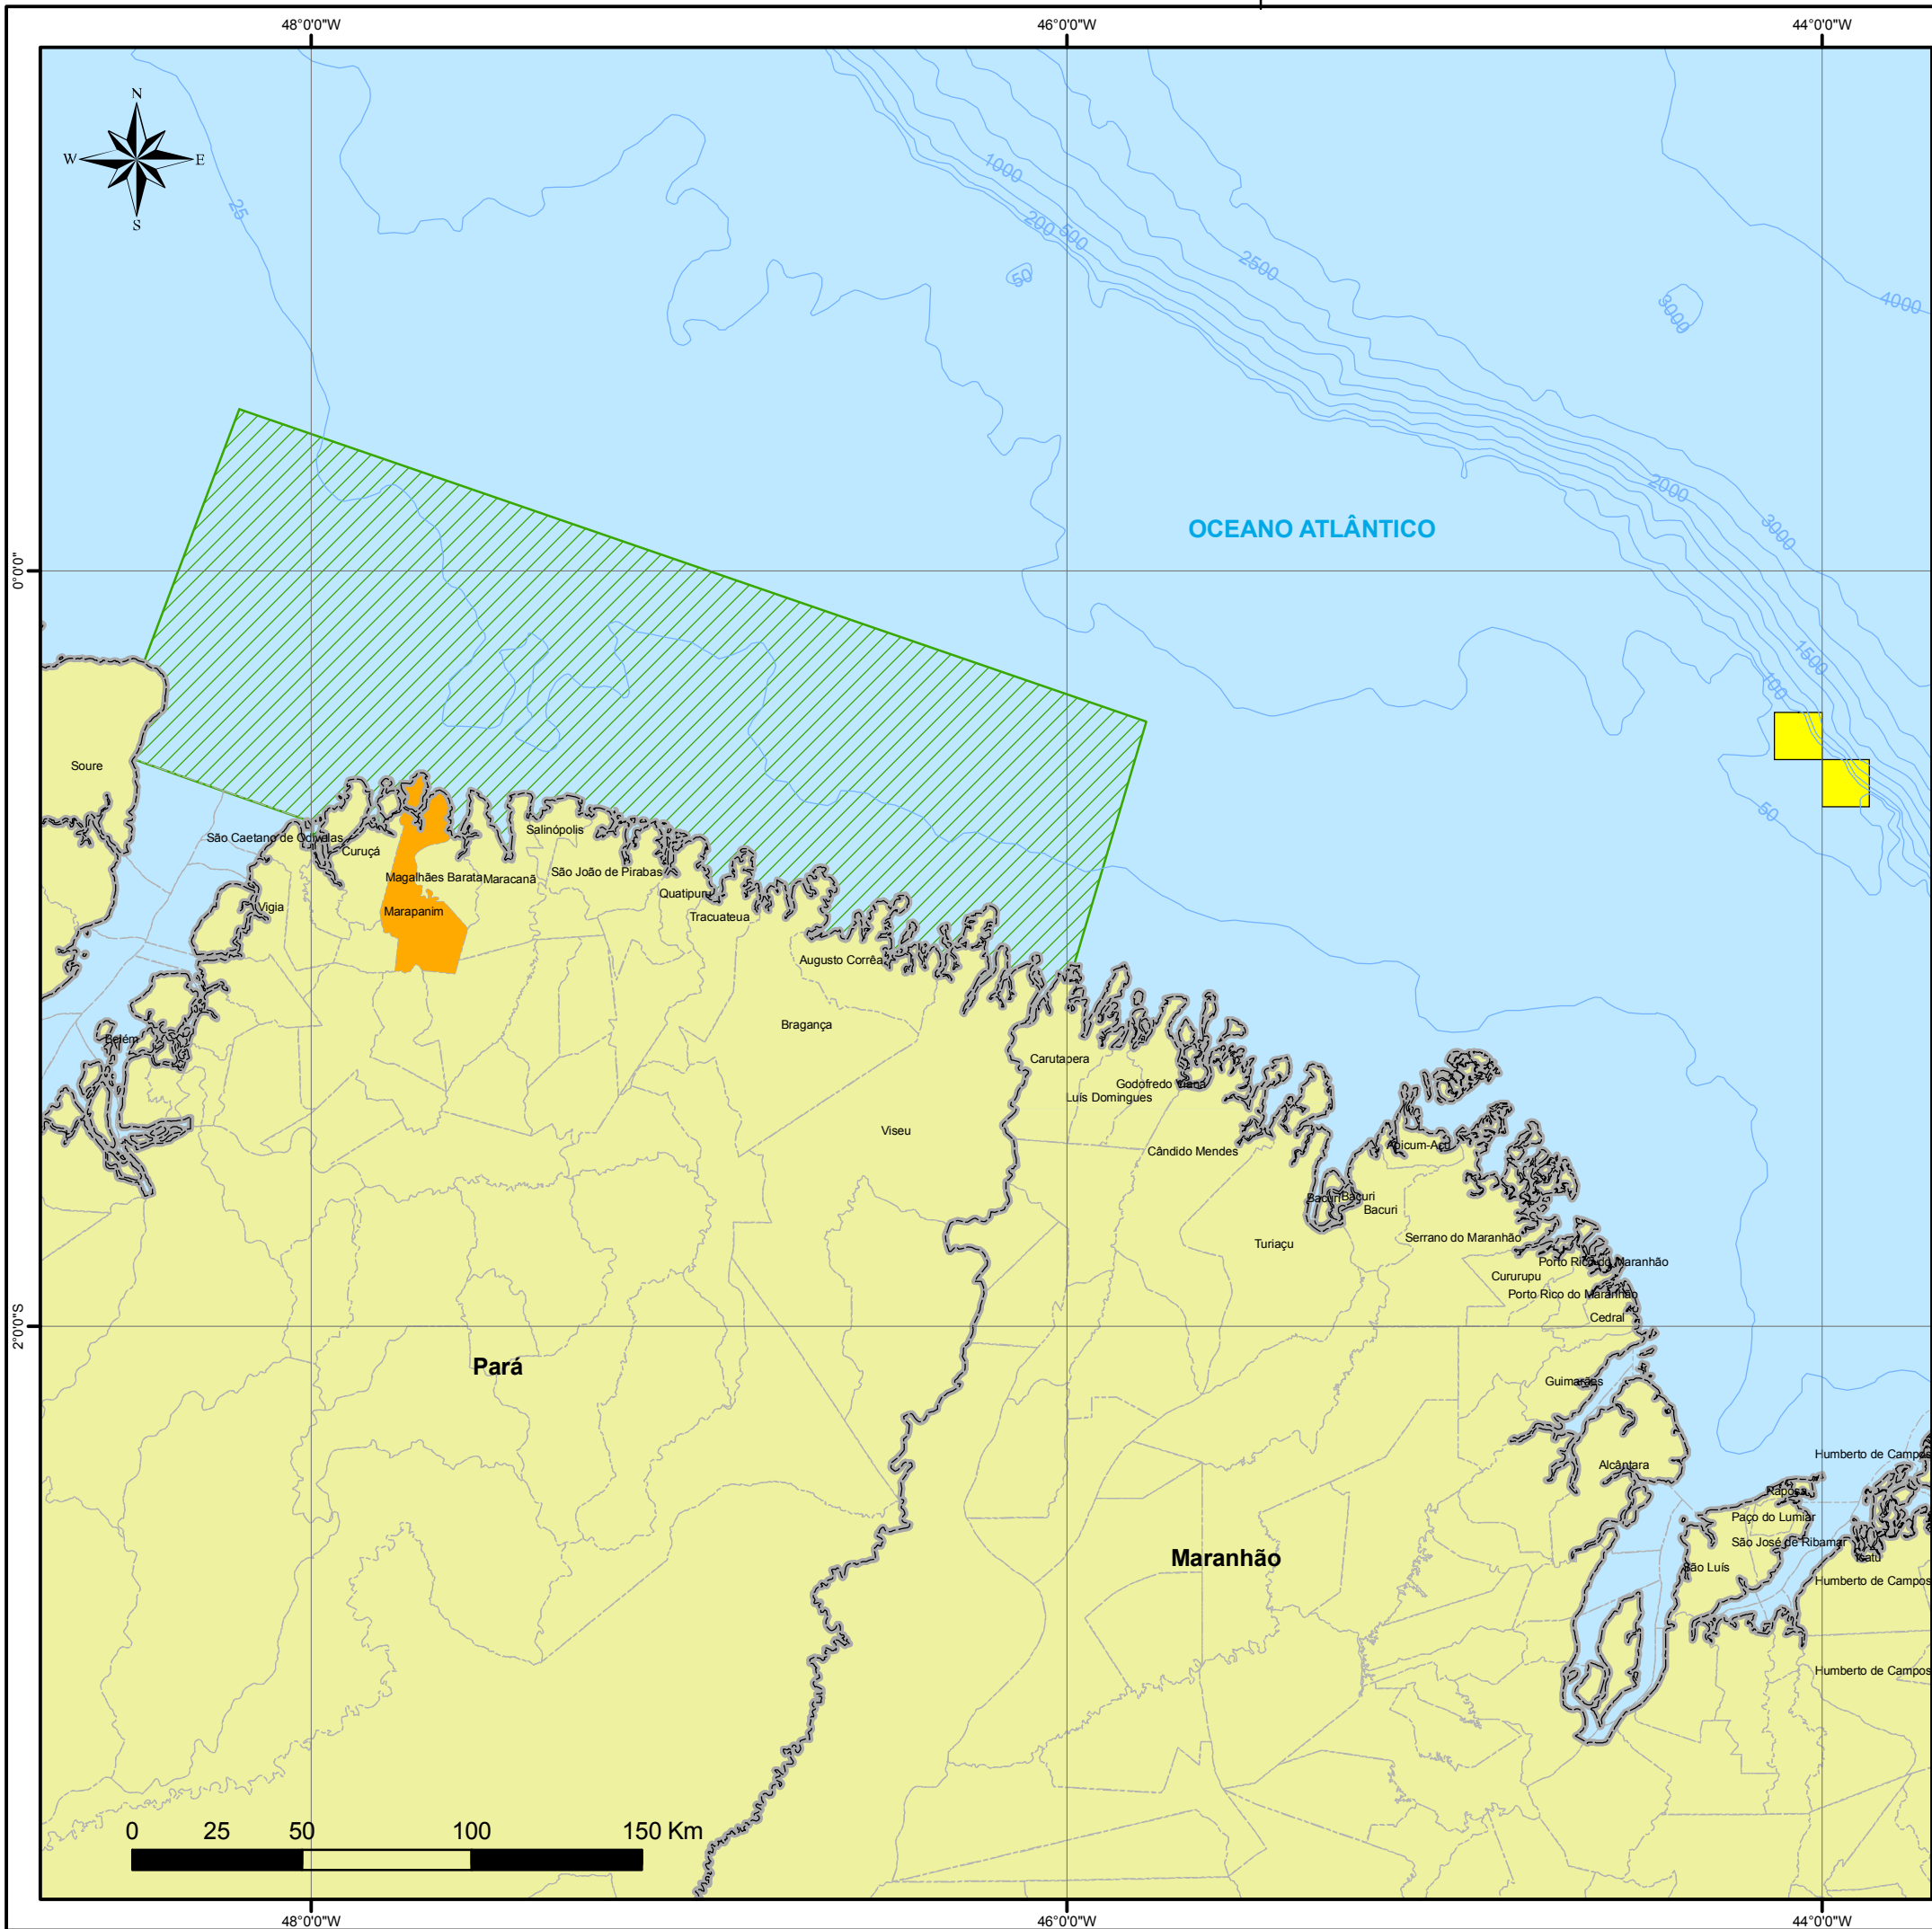 48°0'0"W
46°0'0"W
44°0'0"W
N
W
E
S
25
1000
200
500
50
2500
3000
4000
2000
OCEANO ATLÂNTICO
3000
0°0'0"
1500
100
50
Soure
São Caetano de Odivelas
Curuçá
Salinópolis
Magalhães Barata
Maracanã
São João de Pirabas
Quatipuru
Vigia
Marapanim
Tracuateua
Augusto Corrêa
Bragança
Belém
Carutapera
Godofredo Viana
Luís Domingues
Viseu
Cândido Mendes
Apicum-Açu
Bacuri
Bacuri
Bacuri
Turiaçu
Serrano do Maranhão
Porto Rico do Maranhão
Cururupu
Porto Rico do Maranhão
Cedral
2°0'0"S
Pará
Guimarães
Alcântara
Humberto de Campos
Raposa
Paço do Lumiar
São José de Ribamar
Icatu
Maranhão
São Luís
Humberto de Campos
Humberto de Campos
0
25
50
100
150 Km
48°0'0"W
46°0'0"W
44°0'0"W